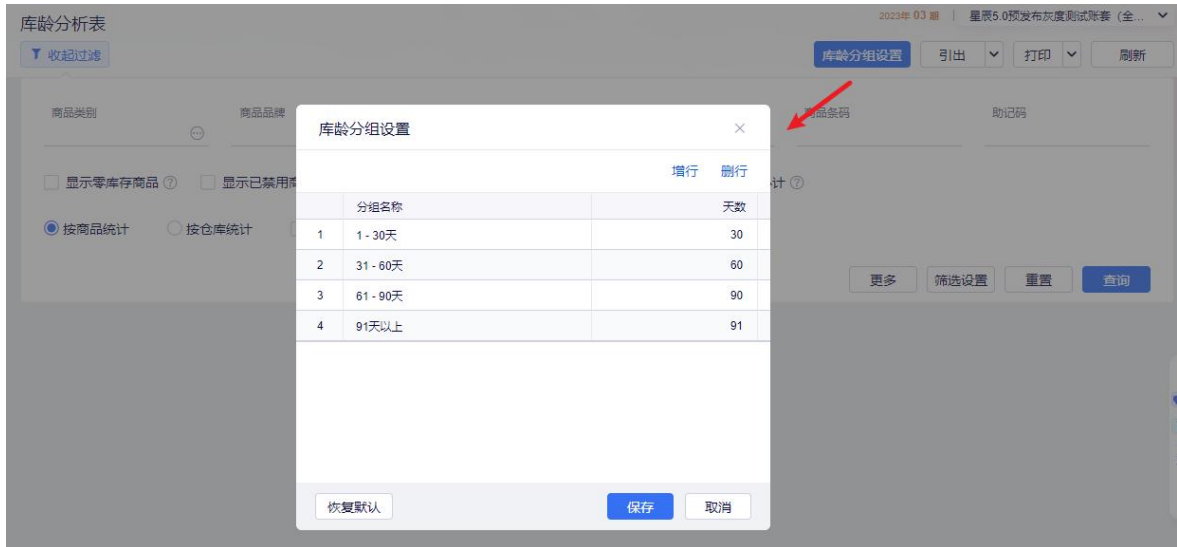 库龄分析表
2023年 03 期 星辰5.0预发布灰度测试账套（全...
收起过滤
库龄分组设置 引出 打印 刷新
商品类别 商品品牌 商品条码 助记码
显示零库存商品 显示已禁用商 计
按商品统计 按仓库统计
更多 筛选设置 重置 查询
库龄分组设置
增行 删行
分组名称 天数
1 1 - 30天 30
2 31 - 60天 60
3 61 - 90天 90
4 91天以上 91
恢复默认 保存 取消